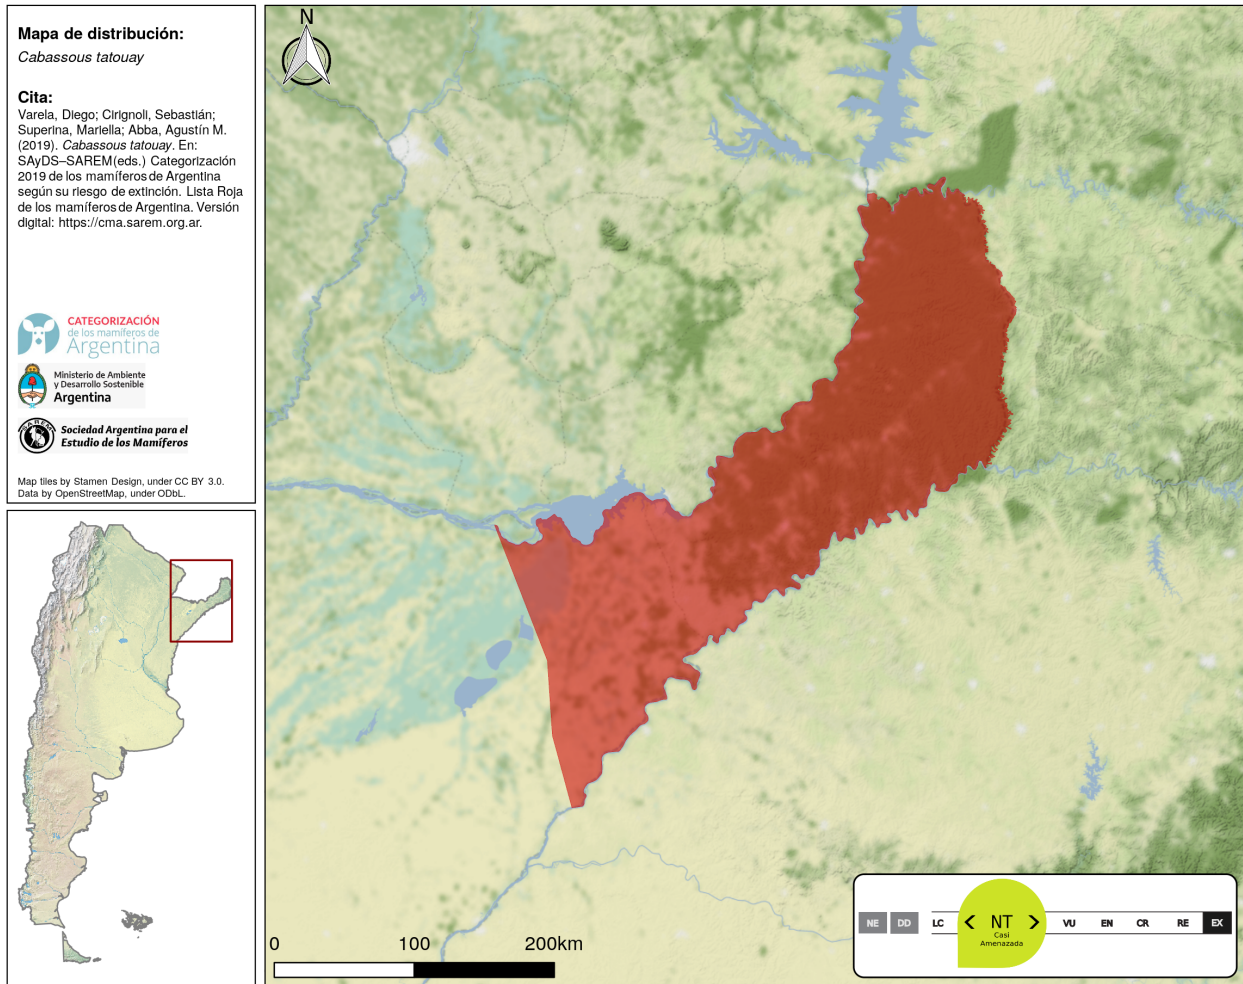 Mapa de distribución:
Cabassous tatouay
Cita:
Varela, Diego; Cirignoli, Sebastián;
Superina, Mariella; Abba, Agustín M.
(2019). Cabassous tatouay. En:
SAyDS–SAREM(eds.) Categorización
2019 de los mamíferos de Argentina
según su riesgo de extinción. Lista Roja
de los mamíferos de Argentina. Versión
digital: https://cma.sarem.org.ar.
CATEGORIZACIÓN
de los mamíferos de
Argentina
Ministerio de Ambiente
y Desarrollo Sostenible
Argentina
SAREM
Sociedad Argentina para el
Estudio de los Mamíferos
Map tiles by Stamen Design, under CC BY 3.0.
Data by OpenStreetMap, under ODbL.
N
0 100 200km
NE DD LC < NT > VU EN CR RE EX
Casi
Amenazada